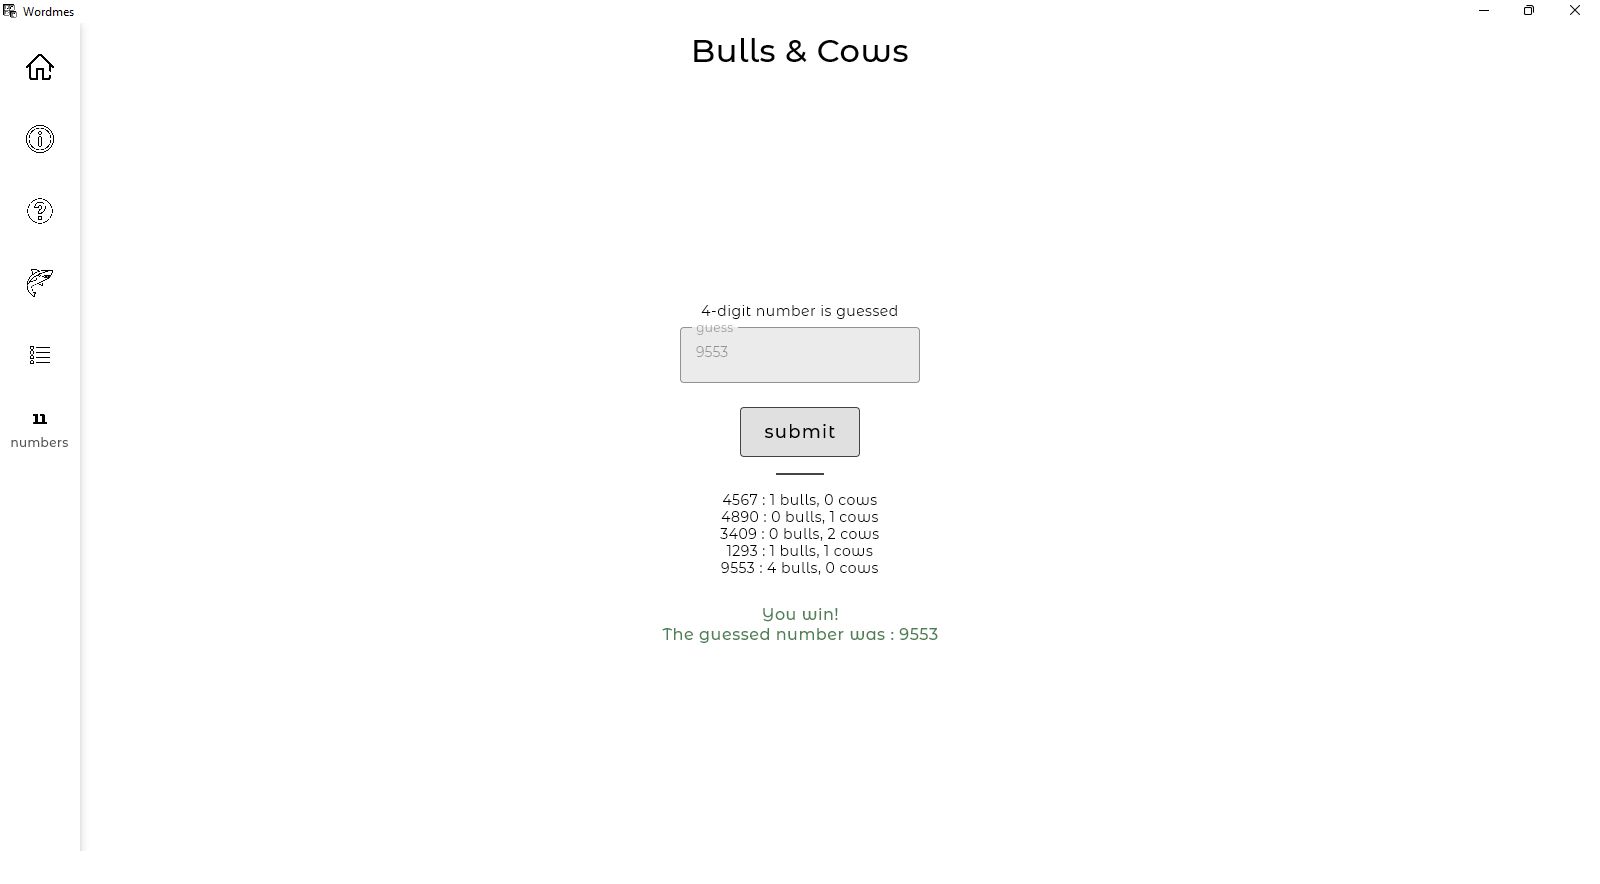 Wordmes
Bulls & Cows
4-digit number is guessed
guess
9553
submit
numbers
4567 : 1 bulls, 0 cows
4890 : 0 bulls, 1 cows
3409 : 0 bulls, 2 cows
1293 : 1 bulls, 1 cows
9553 : 4 bulls, 0 cows
You win!
The guessed number was : 9553